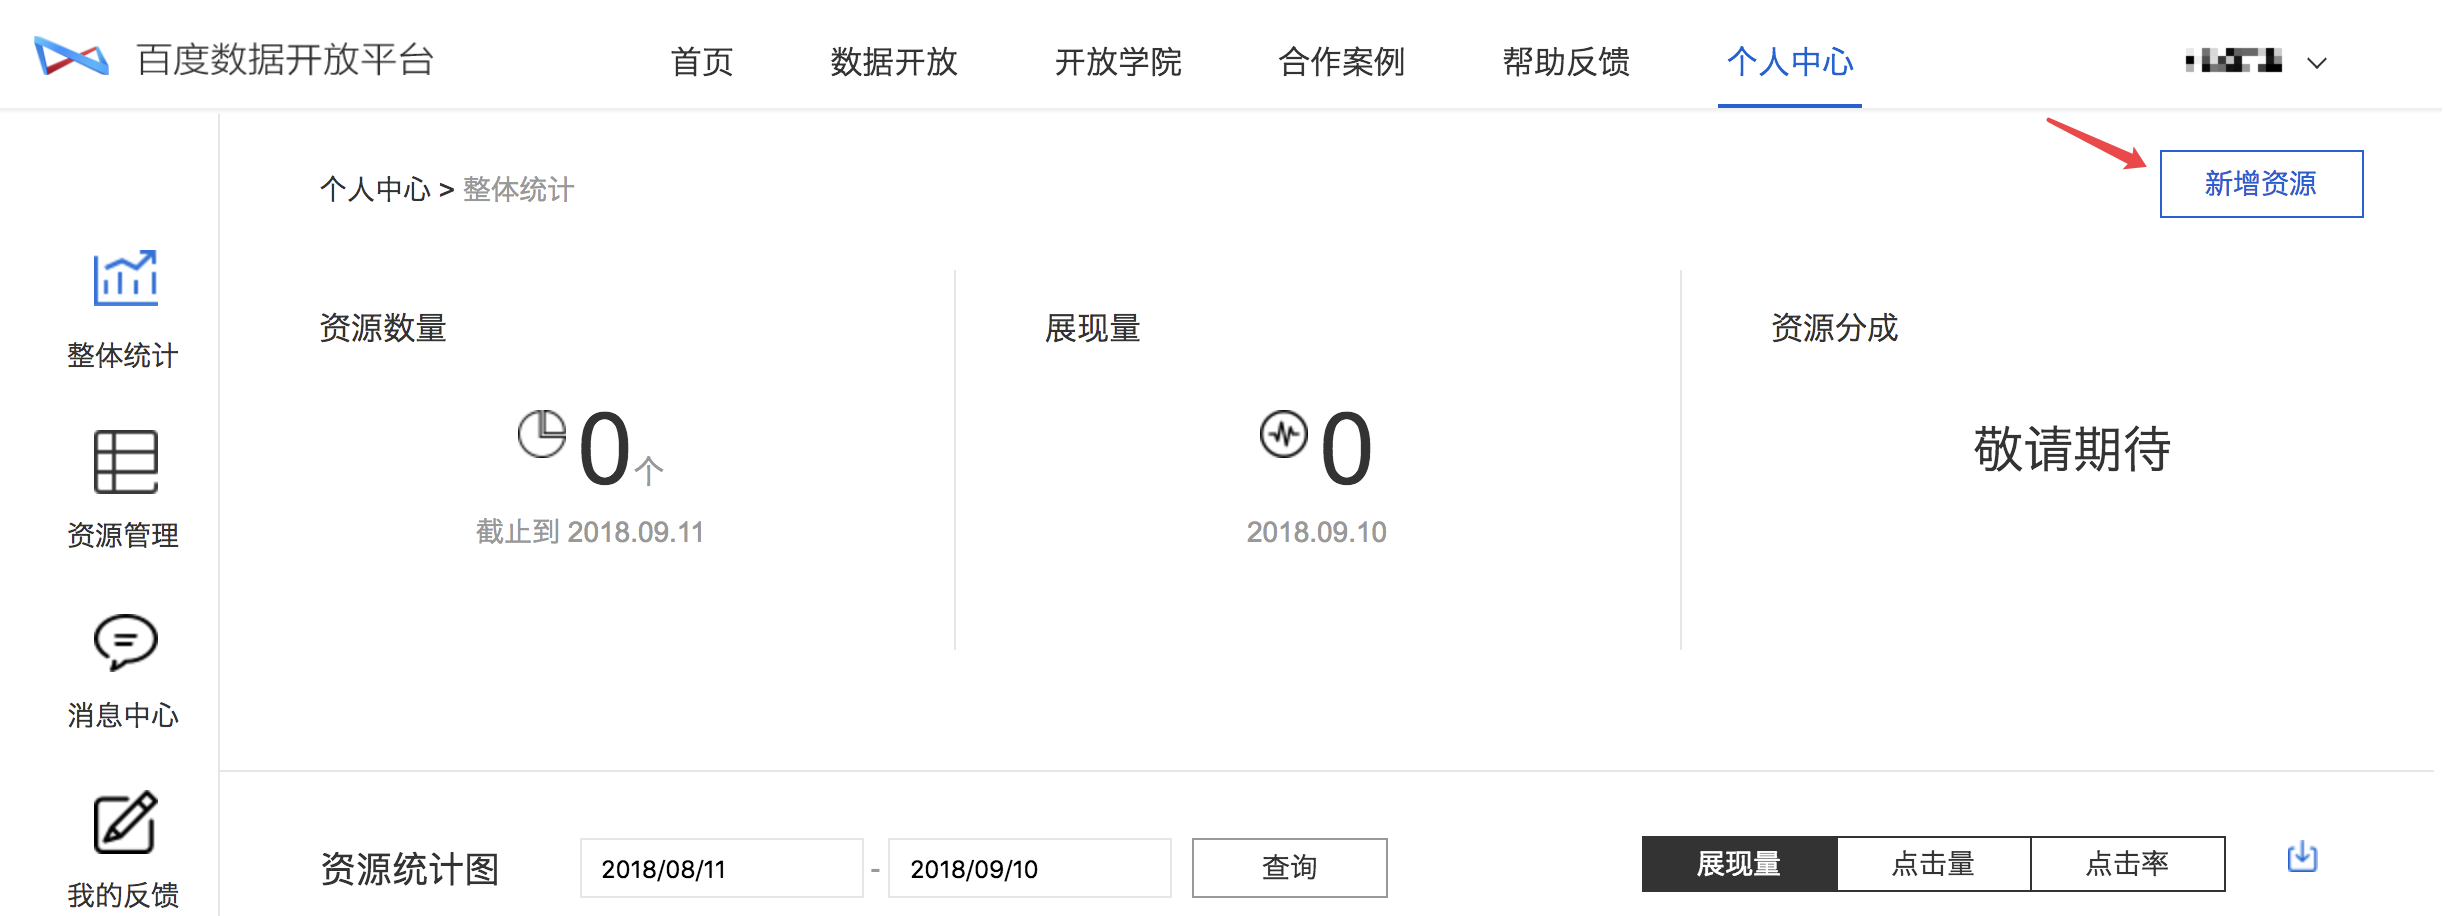 百度数据开放平台 首页 数据开放 开放学院 合作案例 帮助反馈 个人中心
个人中心 > 整体统计 新增资源
整体统计
资源管理
消息中心
我的反馈
资源数量
0个
截止到 2018.09.11
展现量
0
2018.09.10
资源分成
敬请期待
资源统计图 2018/08/11 - 2018/09/10 查询 展现量 点击量 点击率